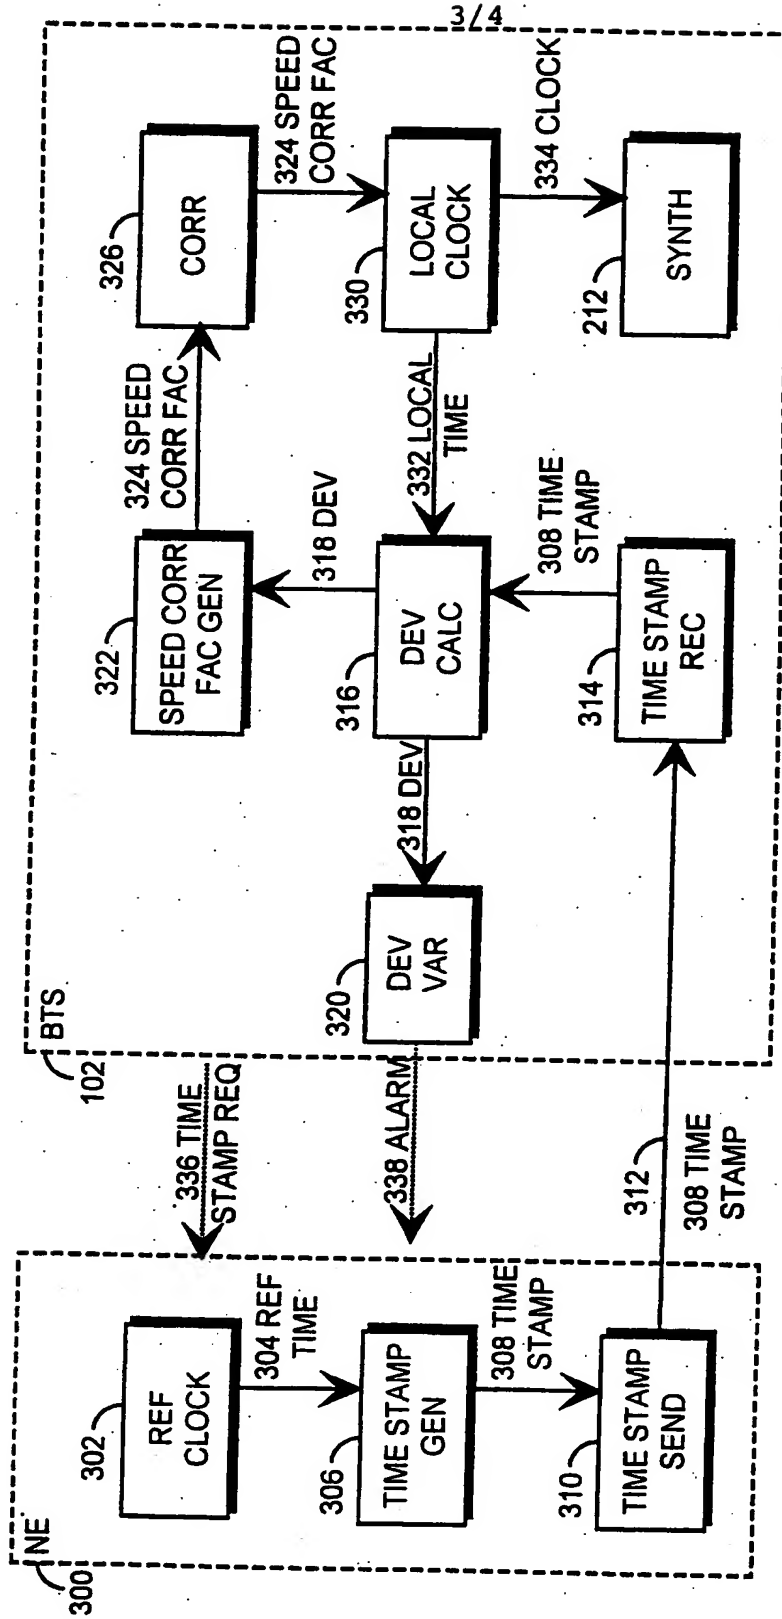 3/4
300
NE
302
REF
CLOCK
304 REF
TIME
306
TIME STAMP
GEN
308 TIME
STAMP
310
TIME STAMP
SEND
336 TIME
STAMP REQ
338 ALARM
312
308 TIME
STAMP
102
BTS
320
DEV
VAR
318 DEV
322
SPEED CORR
FAC GEN
318 DEV
316
DEV
CALC
308 TIME
STAMP
314
TIME STAMP
REC
324 SPEED
CORR FAC
332 LOCAL
TIME
326
CORR
324 SPEED
CORR FAC
330
LOCAL
CLOCK
334 CLOCK
212
SYNTH